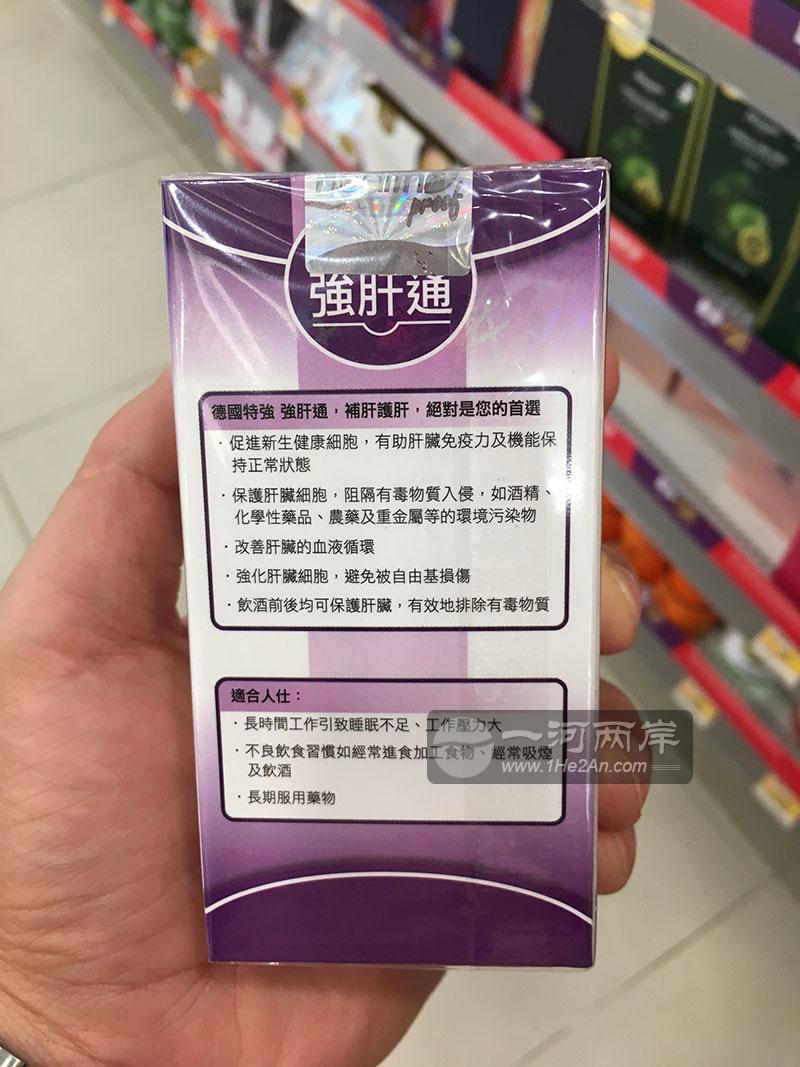 強肝通
德國特強 強肝通，補肝護肝，絕對是您的首選
· 促進新生健康細胞，有助肝臟免疫力及機能保
持正常狀態
· 保護肝臟細胞，阻隔有毒物質入侵，如酒精、
化學性藥品、農藥及重金屬等的環境污染物
· 改善肝臟的血液循環
· 強化肝臟細胞，避免被自由基損傷
· 飲酒前後均可保護肝臟，有效地排除有毒物質
適合人仕：
· 長時間工作引致睡眠不足、工作壓力大
· 不良飲食習慣如經常進食加工食物、經常吸煙
及飲酒
· 長期服用藥物
一河两岸
www.1He2An.com